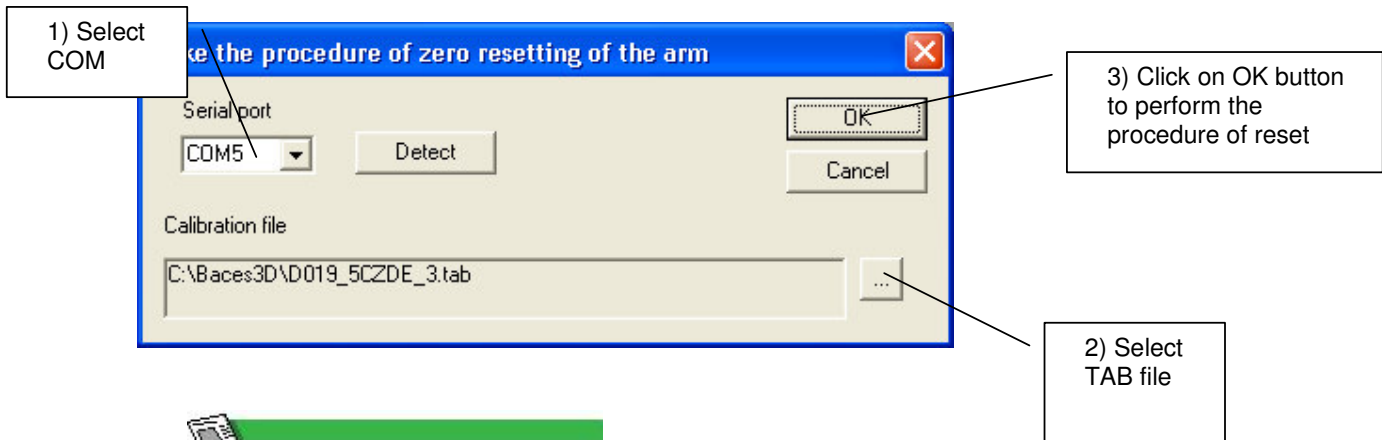 1) Select
COM
ke the procedure of zero resetting of the arm
Serial port
COM5
Detect
OK
Cancel
Calibration file
C:\Baces3D\D019_5CZDE_3.tab
...
3) Click on OK button
to perform the
procedure of reset
2) Select
TAB file